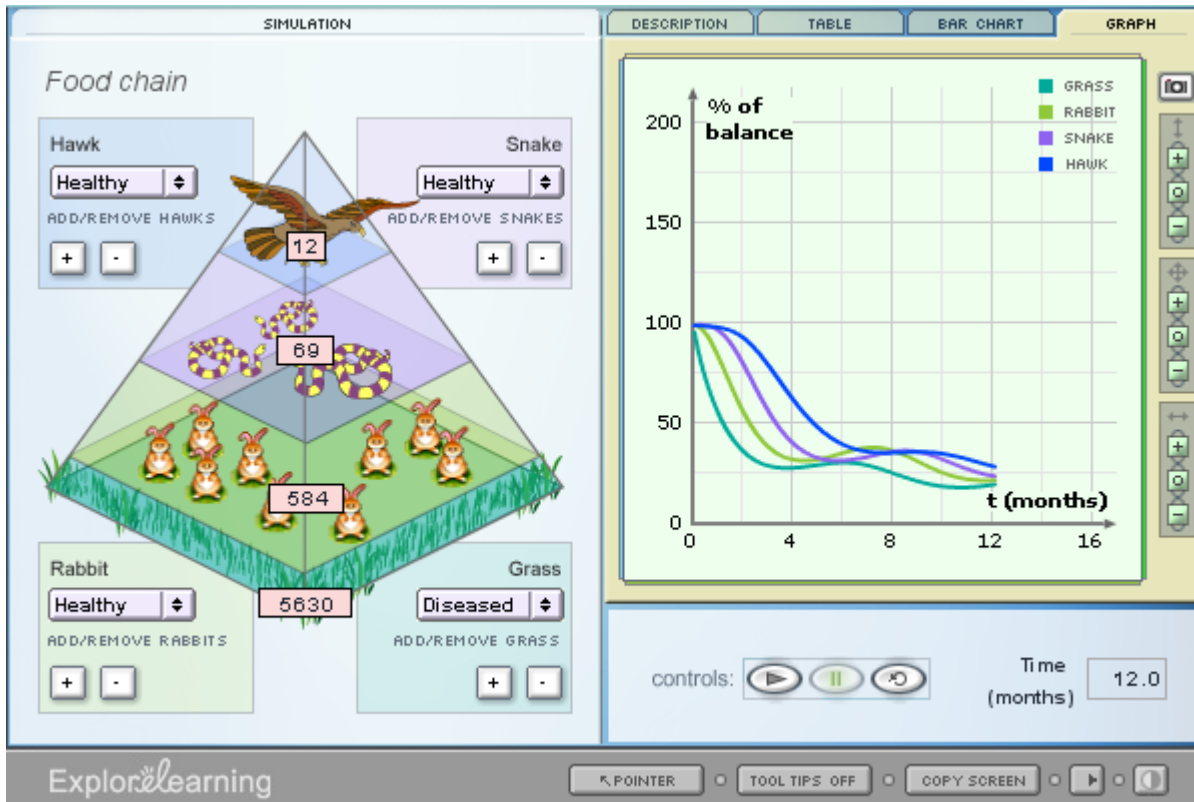 SIMULATION
DESCRIPTION
TABLE
BAR CHART
GRAPH
Food chain
Hawk
Healthy
ADD/REMOVE HAWKS
+ -
Snake
Healthy
ADD/REMOVE SNAKES
+ -
12
69
584
5630
Rabbit
Healthy
ADD/REMOVE RABBITS
+ -
Grass
Diseased
ADD/REMOVE GRASS
+ -
% of
balance
GRASS
RABBIT
SNAKE
HAWK
200
150
100
50
0
t (months)
0 4 8 12 16
+
-
+
-
+
-
controls:
Time
(months)
12.0
ExploreLearning
POINTER
TOOL TIPS OFF
COPY SCREEN